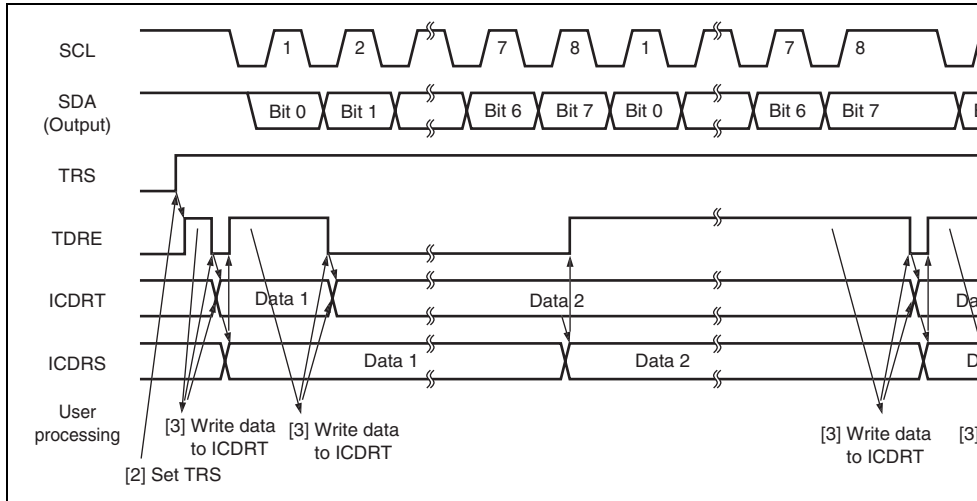 SCL
1 2 7 8 1 7 8
SDA
(Output)
Bit 0 Bit 1 Bit 6 Bit 7 Bit 0 Bit 6 Bit 7
TRS
TDRE
ICDRT
Data 1 Data 2
ICDRS
Data 1 Data 2
User
processing
[3] Write data
to ICDRT
[3] Write data
to ICDRT
[3] Write data
to ICDRT
[3]
[2] Set TRS